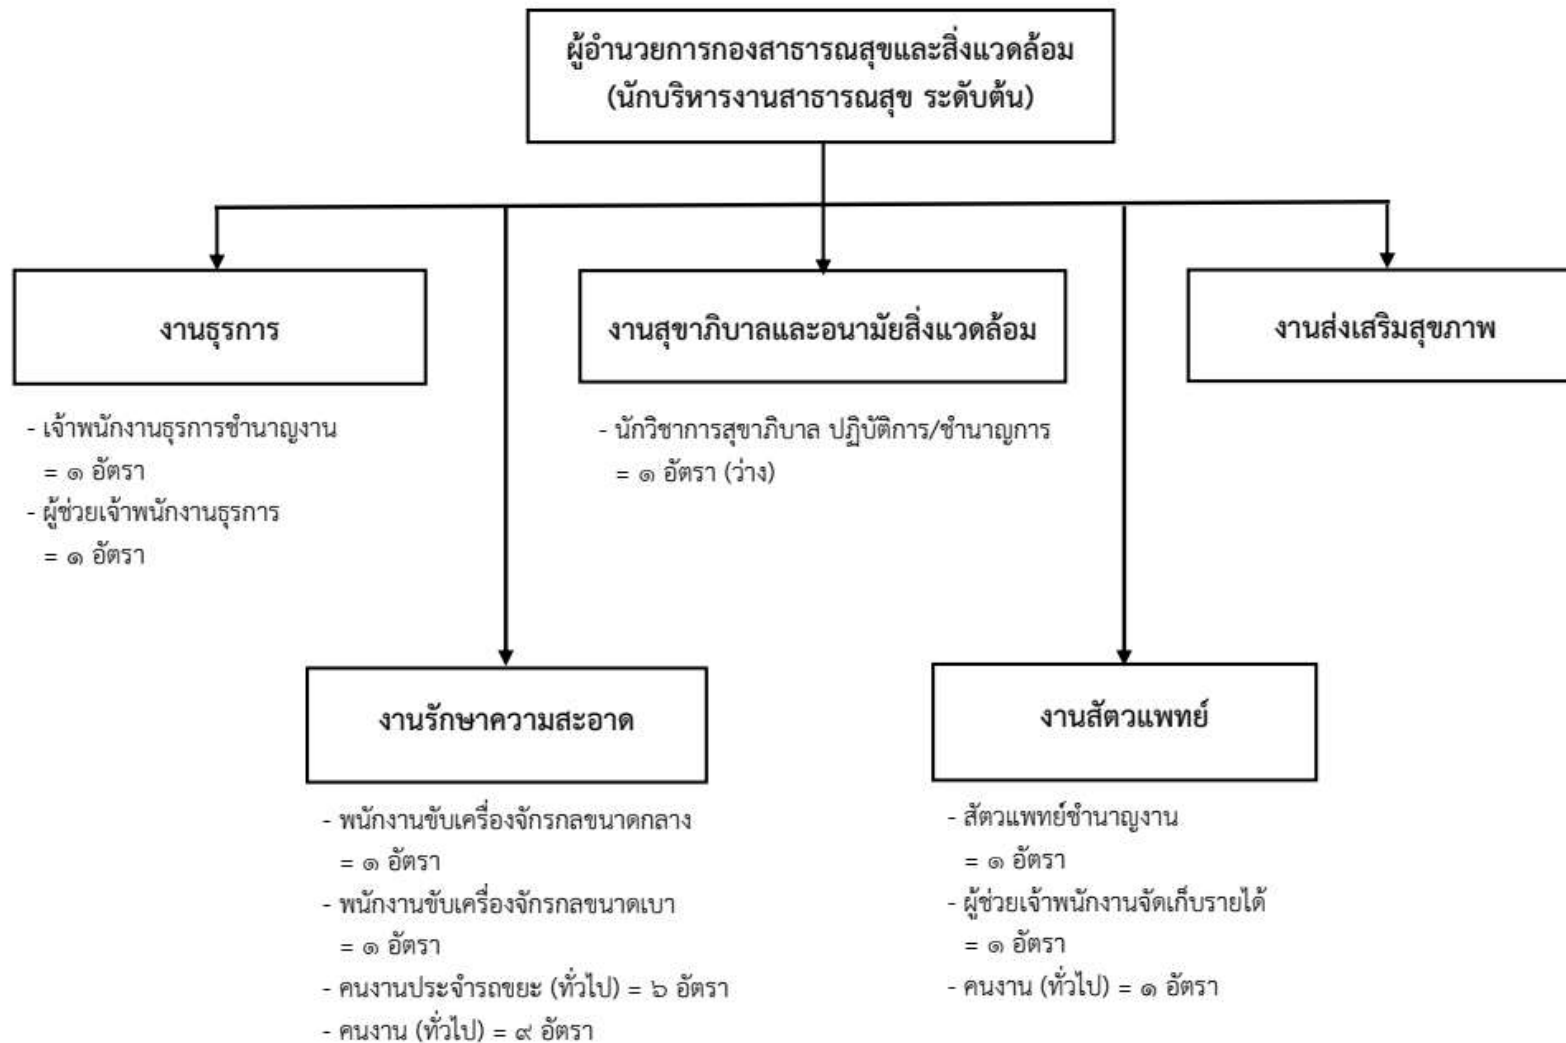 ผู้อำนวยการกองสาธารณสุขและสิ่งแวดล้อม
(นักบริหารงานสาธารณสุข ระดับต้น)
งานธุรการ
- เจ้าพนักงานธุรการชำนาญงาน
= ๑ อัตรา
- ผู้ช่วยเจ้าพนักงานธุรการ
= ๑ อัตรา
งานสุขาภิบาลและอนามัยสิ่งแวดล้อม
- นักวิชาการสุขาภิบาล ปฏิบัติการ/ชำนาญการ
= ๑ อัตรา (ว่าง)
งานส่งเสริมสุขภาพ
งานรักษาความสะอาด
- พนักงานขับเครื่องจักรกลขนาดกลาง
= ๑ อัตรา
- พนักงานขับเครื่องจักรกลขนาดเบา
= ๑ อัตรา
- คนงานประจำรถขยะ (ทั่วไป) = ๖ อัตรา
- คนงาน (ทั่วไป) = ๙ อัตรา
งานสัตวแพทย์
- สัตวแพทย์ชำนาญงาน
= ๑ อัตรา
- ผู้ช่วยเจ้าพนักงานจัดเก็บรายได้
= ๑ อัตรา
- คนงาน (ทั่วไป) = ๑ อัตรา